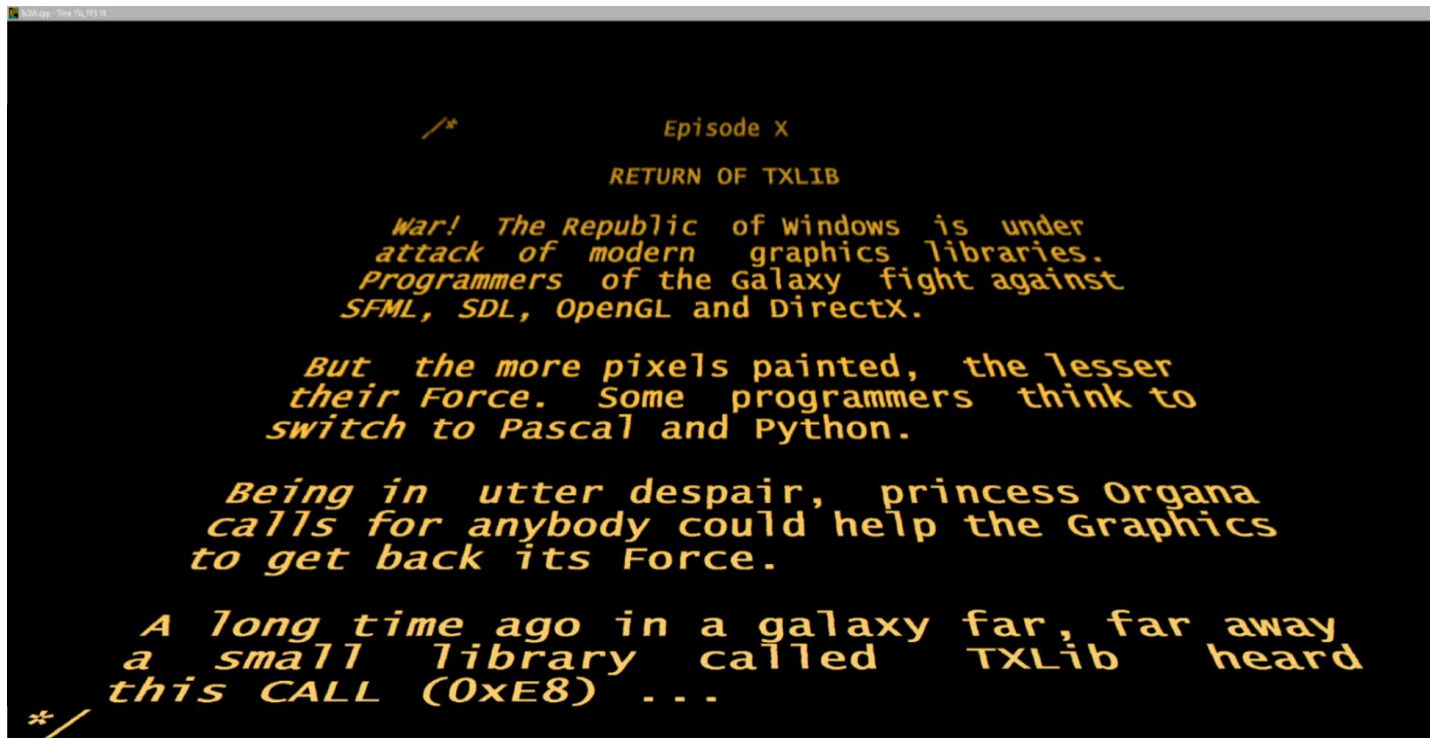 /* Episode X
RETURN OF TXLIB
War! The Republic of Windows is under
attack of modern graphics libraries.
Programmers of the Galaxy fight against
SFML, SDL, OpenGL and DirectX.
But the more pixels painted, the lesser
their Force. Some programmers think to
switch to Pascal and Python.
Being in utter despair, princess Organa
calls for anybody could help the Graphics
to get back its Force.
A long time ago in a galaxy far, far away
a small library called TXLib heard
this CALL (0xE8) ...
*/